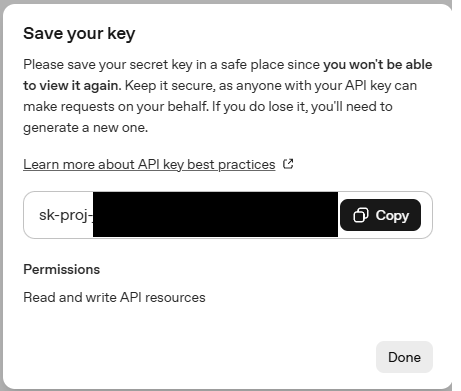 Save your key
Please save your secret key in a safe place since you won't be able
to view it again. Keep it secure, as anyone with your API key can
make requests on your behalf. If you do lose it, you'll need to
generate a new one.
Learn more about API key best practices
sk-proj- Copy
Permissions
Read and write API resources
Done